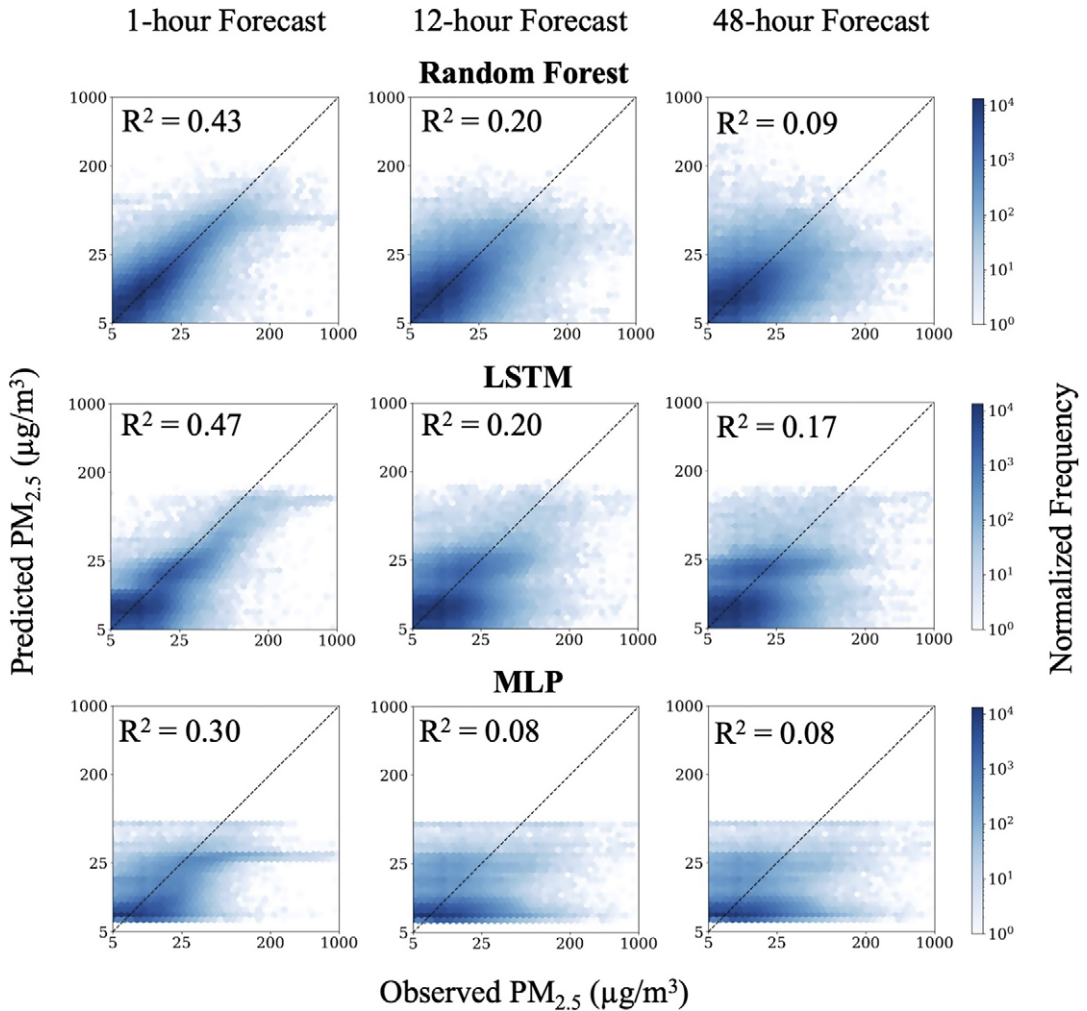 1-hour Forecast 12-hour Forecast 48-hour Forecast
Random Forest
1000 1000 1000
R² = 0.43 R² = 0.20 R² = 0.09
10⁴
200 200 200
10³
10²
25 25 25
10¹
5 5 5
10⁰
5 25 200 1000 5 25 200 1000 5 25 200 1000
LSTM
1000 1000 1000
R² = 0.47 R² = 0.20 R² = 0.17
10⁴
200 200 200
10³
10²
25 25 25
10¹
5 5 5
10⁰
5 25 200 1000 5 25 200 1000 5 25 200 1000
MLP
1000 1000 1000
R² = 0.30 R² = 0.08 R² = 0.08
10⁴
200 200 200
10³
10²
25 25 25
10¹
5 5 5
10⁰
5 25 200 1000 5 25 200 1000 5 25 200 1000
Predicted PM₂.₅ (µg/m³)
Normalized Frequency
Observed PM₂.₅ (µg/m³)